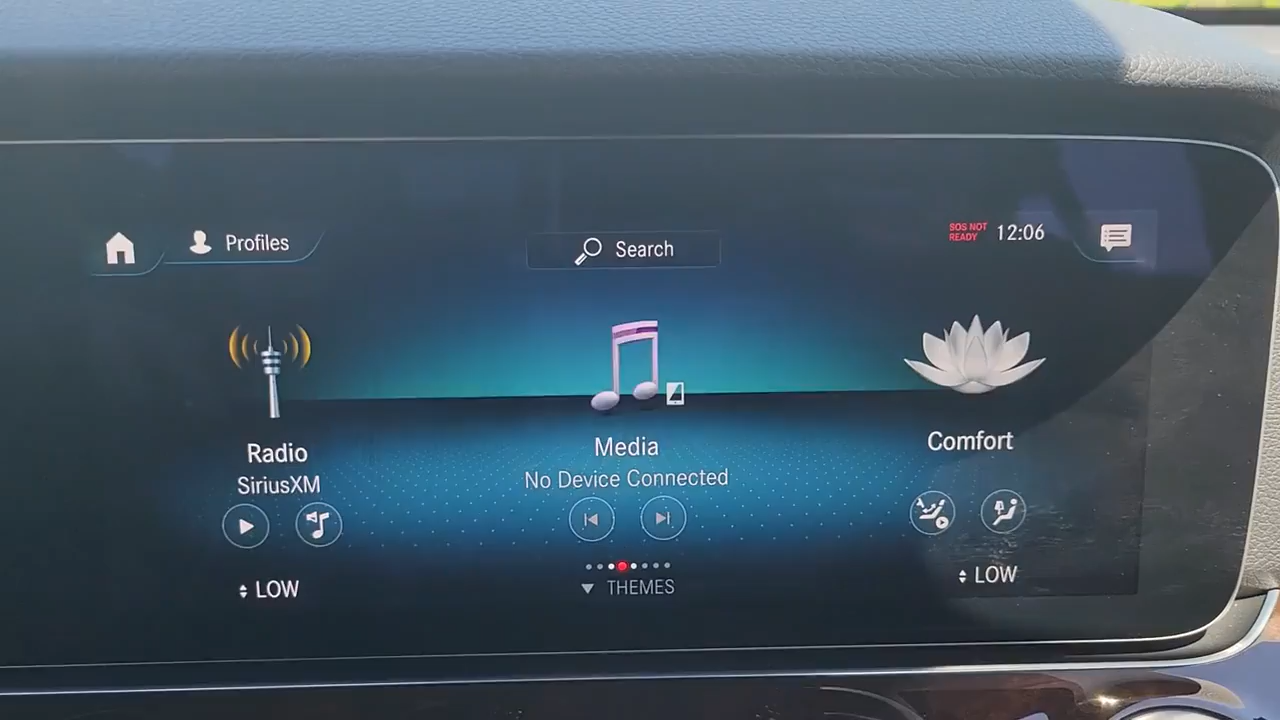 Profiles
Search
SOS NOT
READY
12:06
Radio
SiriusXM
Media
No Device Connected
Comfort
LOW
THEMES
LOW